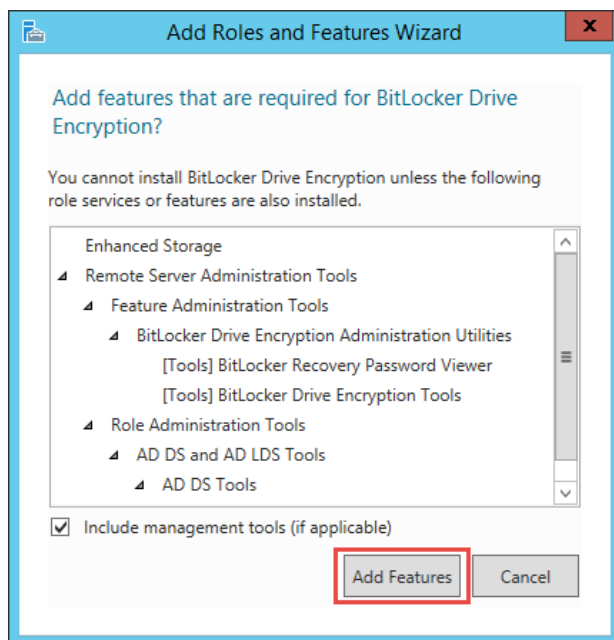 Add Roles and Features Wizard
x
Add features that are required for BitLocker Drive
Encryption?
You cannot install BitLocker Drive Encryption unless the following
role services or features are also installed.
Enhanced Storage
Remote Server Administration Tools
Feature Administration Tools
BitLocker Drive Encryption Administration Utilities
[Tools] BitLocker Recovery Password Viewer
[Tools] BitLocker Drive Encryption Tools
Role Administration Tools
AD DS and AD LDS Tools
AD DS Tools
Include management tools (if applicable)
Add Features Cancel